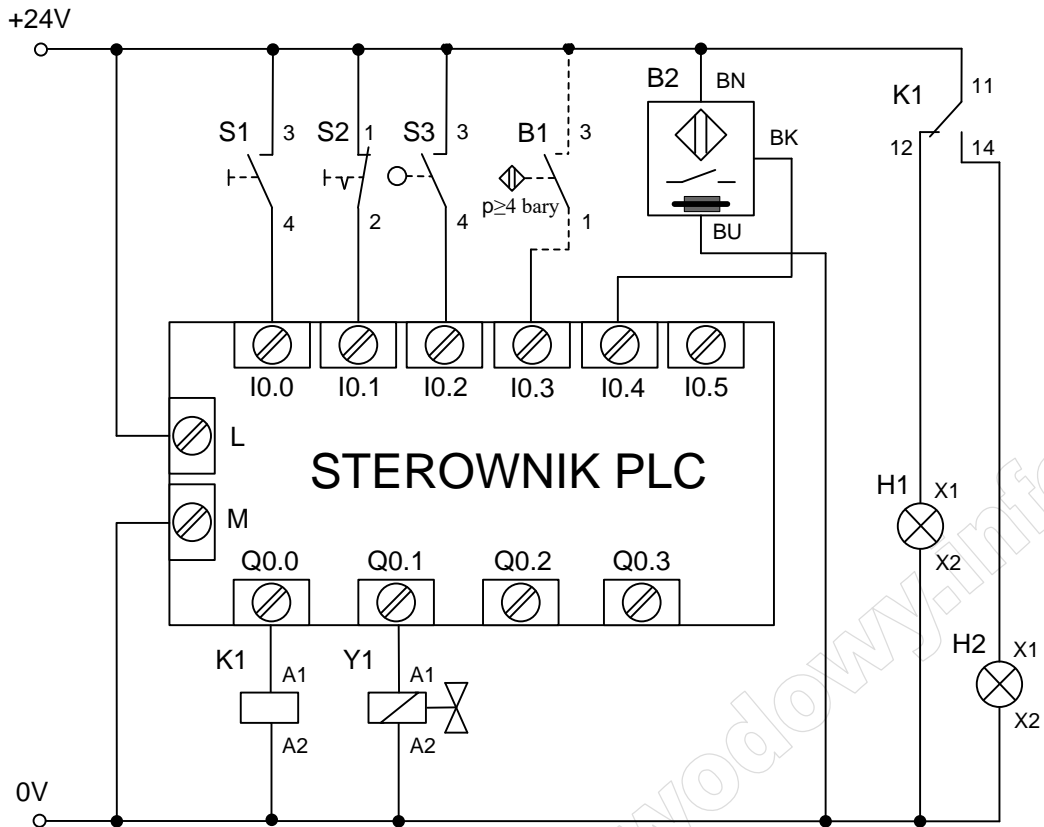 +24V
S1
3
4
S2
1
2
S3
3
4
B1
3
p≥4 bary
1
B2
BN
BK
BU
K1
11
12
14
I0.0
I0.1
I0.2
I0.3
I0.4
I0.5
L
STEROWNIK PLC
M
Q0.0
Q0.1
Q0.2
Q0.3
H1
X1
X2
K1
A1
A2
Y1
A1
A2
H2
X1
X2
0V
wodowy.info